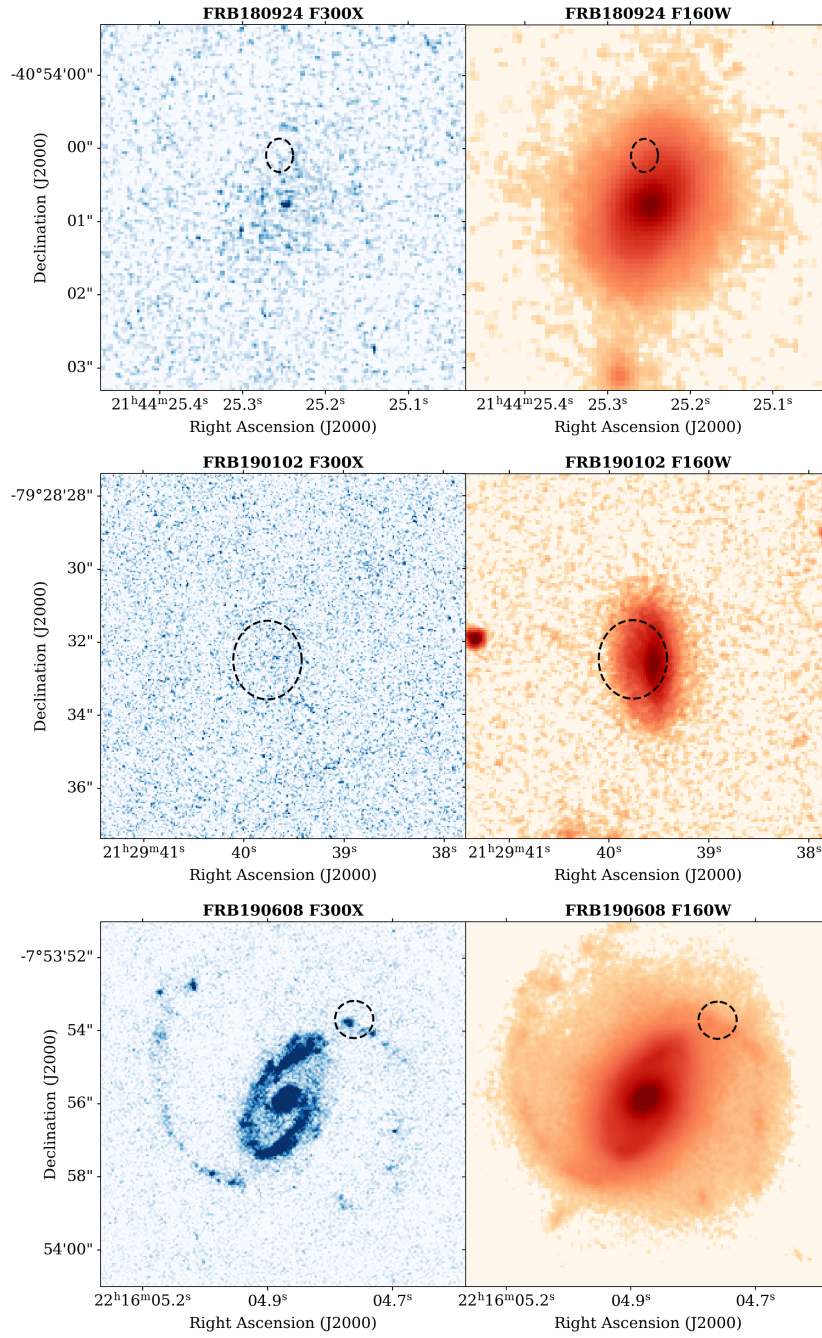 FRB180924 F300X
FRB180924 F160W
-40°54'00"
00"
01"
02"
03"
Declination (J2000)
21ʰ44ᵐ25.4ˢ 25.3ˢ 25.2ˢ 25.1ˢ
21ʰ44ᵐ25.4ˢ 25.3ˢ 25.2ˢ 25.1ˢ
Right Ascension (J2000)
Right Ascension (J2000)
FRB190102 F300X
FRB190102 F160W
-79°28'28"
30"
32"
34"
36"
Declination (J2000)
21ʰ29ᵐ41ˢ 40ˢ 39ˢ 38ˢ
21ʰ29ᵐ41ˢ 40ˢ 39ˢ 38ˢ
Right Ascension (J2000)
Right Ascension (J2000)
FRB190608 F300X
FRB190608 F160W
-7°53'52"
54"
56"
58"
54'00"
Declination (J2000)
22ʰ16ᵐ05.2ˢ 04.9ˢ 04.7ˢ
22ʰ16ᵐ05.2ˢ 04.9ˢ 04.7ˢ
Right Ascension (J2000)
Right Ascension (J2000)